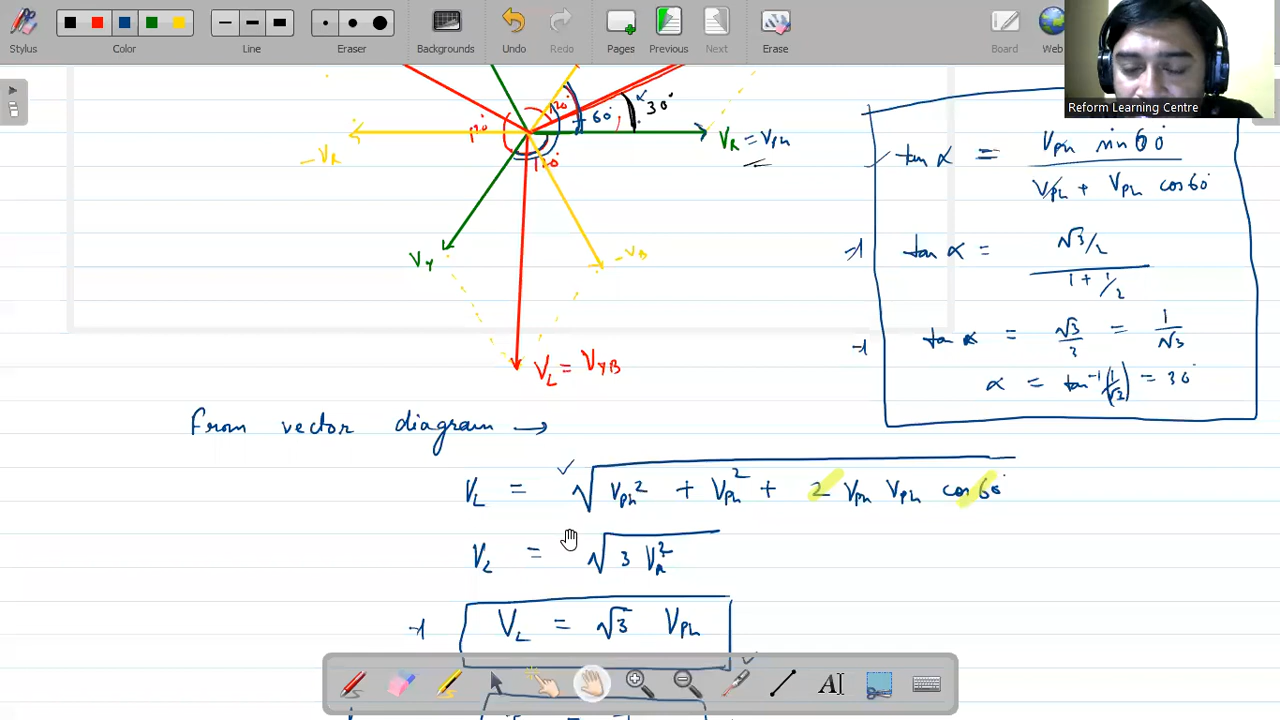 Stylus
Color
Line
Eraser
Backgrounds
Undo
Redo
Pages
Previous
Next
Erase
Board
Web
Reform Learning Centre
120°
120°
120°
60°
α 30°
VR = VPh
-VR
VY
-VB
VL = VYB
tan α = VPh sin 60° / VPh + VPh cos 60°
tan α = √3/2 / 1 + 1/2
tan α = √3/3 = 1/√3
α = tan⁻¹(1/√3) = 30°
From vector diagram →
VL = √VPh² + VPh² + 2 VPh VPh cos 60°
VL = √3 VR²
VL = √3 VPh